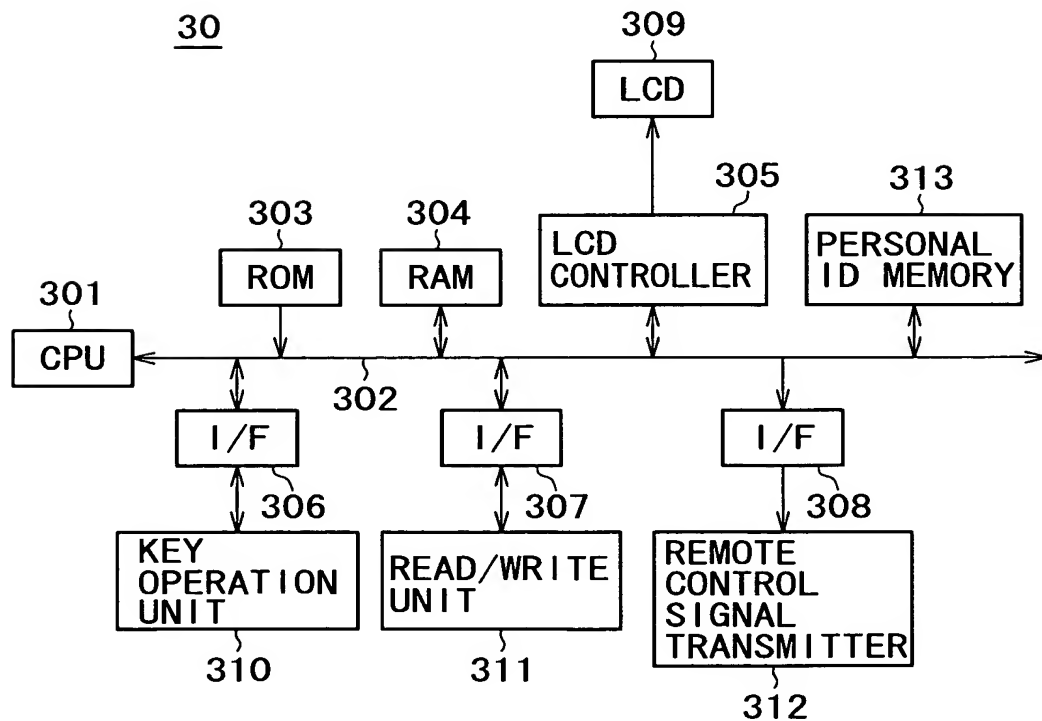 30
309
LCD
303
304
305
313
ROM
RAM
LCD
CONTROLLER
PERSONAL
ID MEMORY
301
CPU
302
I/F
I/F
I/F
306
307
308
KEY
OPERATION
UNIT
READ/WRITE
UNIT
REMOTE
CONTROL
SIGNAL
TRANSMITTER
310
311
312